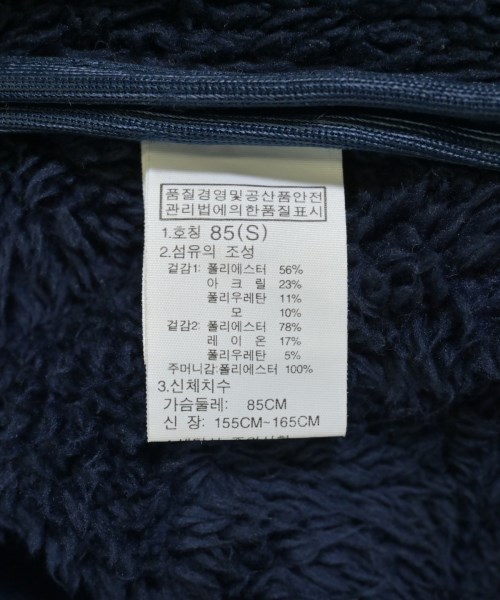 품질경영및공산품안전
관리법에의한품질표시
1.호칭 85(S)
2.섬유의 조성
겉감1: 폴리에스터 56%
아 크 릴 23%
폴리우레탄 11%
모 10%
겉감2: 폴리에스터 78%
레 이 온 17%
폴리우레탄 5%
주머니감:폴리에스터 100%
3.신체치수
가슴둘레: 85CM
신 장: 155CM~165CM